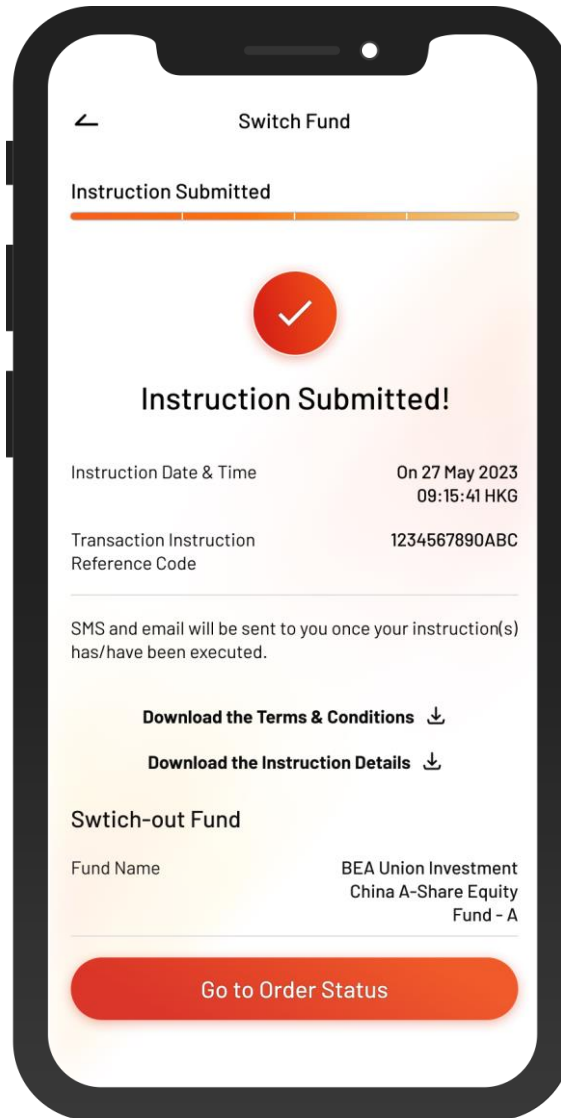 Switch Fund
Instruction Submitted
Instruction Submitted!
Instruction Date & Time
On 27 May 2023
09:15:41 HKG
Transaction Instruction
Reference Code
1234567890ABC
SMS and email will be sent to you once your instruction(s)
has/have been executed.
Download the Terms & Conditions
Download the Instruction Details
Swtich-out Fund
Fund Name
BEA Union Investment
China A-Share Equity
Fund - A
Go to Order Status